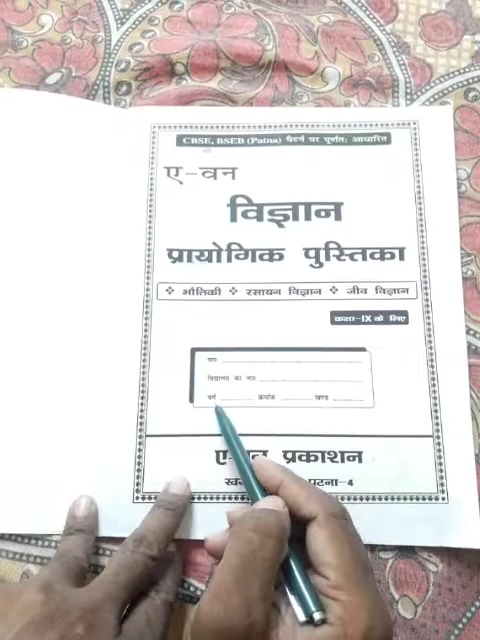 CBSE, BSEB (Patna) पैटर्न पर पूर्णत: आधारित
ए-वन
विज्ञान
प्रायोगिक पुस्तिका
❖ भौतिकी ❖ रसायन विज्ञान ❖ जीव विज्ञान
कक्षा-IX के लिए
नाम
विद्यालय का नाम
वर्ग क्रमांक खण्ड
प्रकाशन
पटना-4